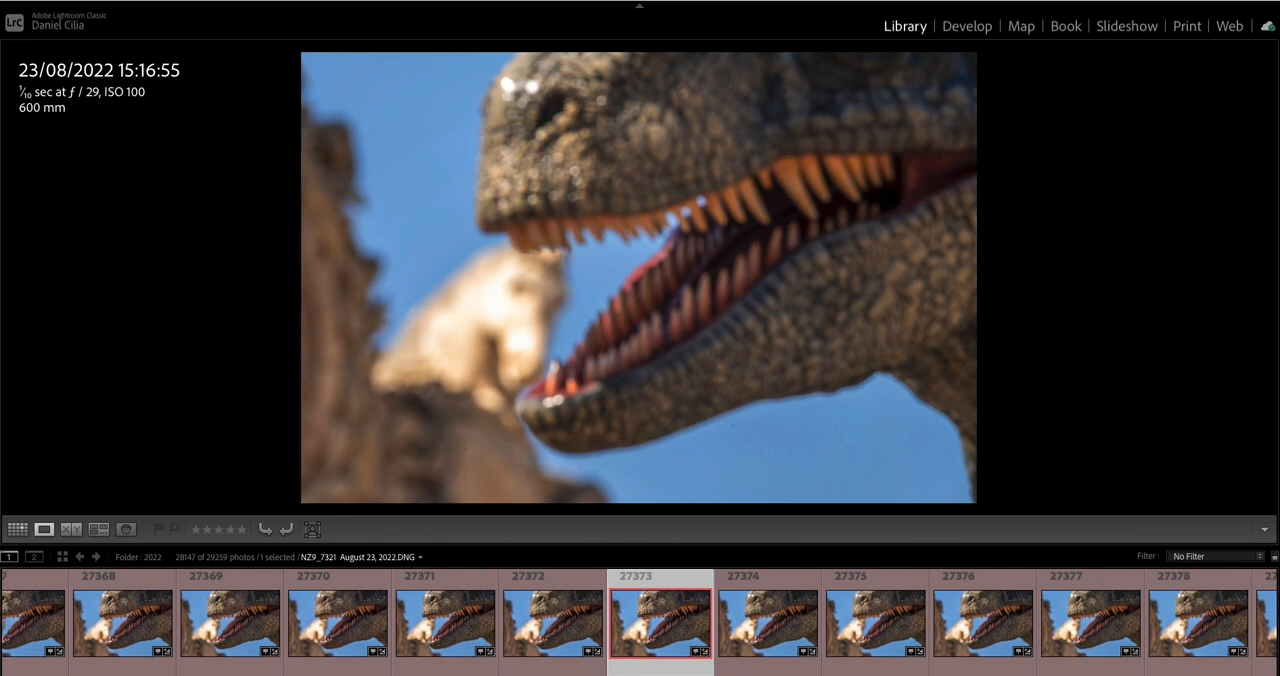 Lrc
Adobe Lightroom Classic
Daniel Cilia
Library | Develop | Map | Book | Slideshow | Print | Web
23/08/2022 15:16:55
1/10 sec at ƒ / 29, ISO 100
600 mm
X Y
1 2 Folder : 2022 28147 of 29259 photos / 1 selected / NZ9_7321 August 23, 2022.DNG Filter : No Filter
27368 27369 27370 27371 27372 27373 27374 27375 27376 27377 27378